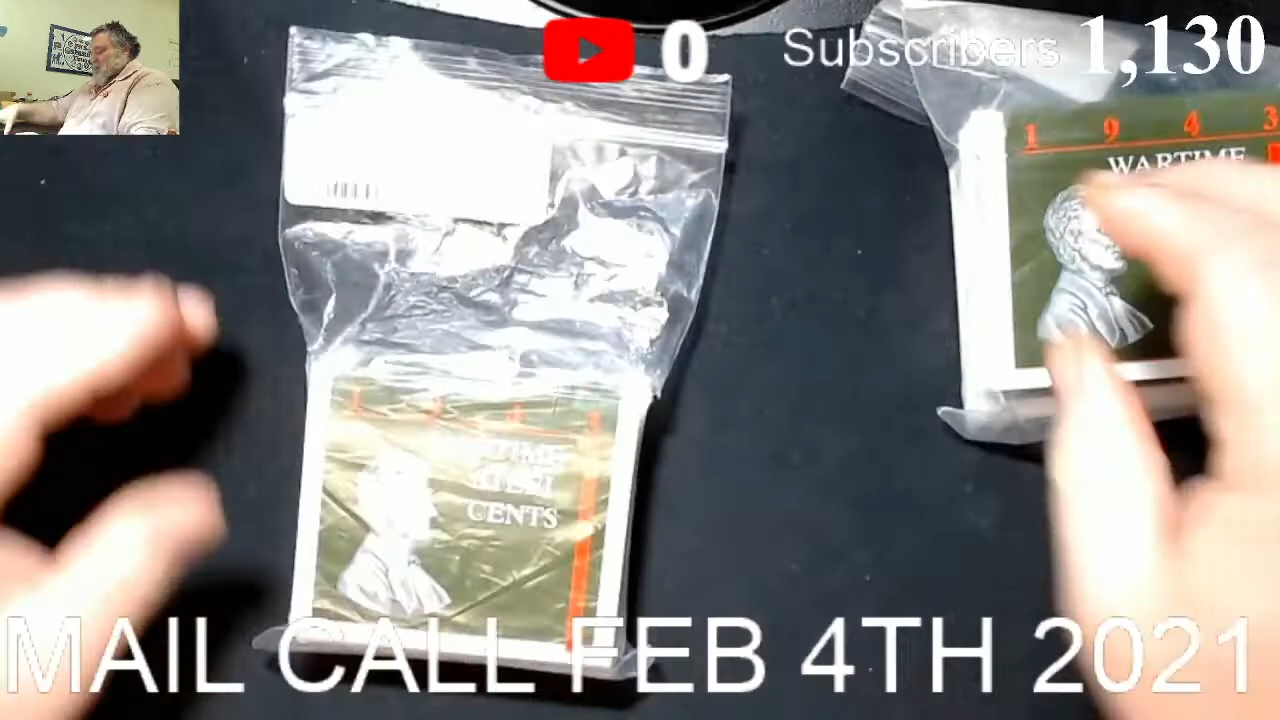 0 Subscribers 1,130
1 9 4 3
WARTIME
CENTS
MAIL CALL FEB 4TH 2021